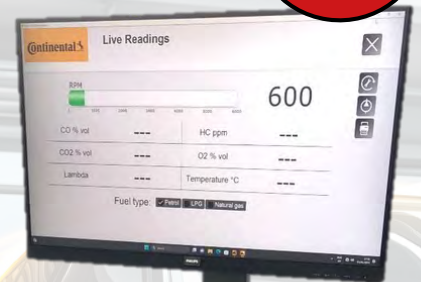 Continental
Live Readings
RPM
600
CO % vol --- HC ppm ---
CO2 % vol --- O2 % vol ---
Lambda --- Temperature °C ---
Fuel type: Petrol LPG Natural gas
PHILIPS